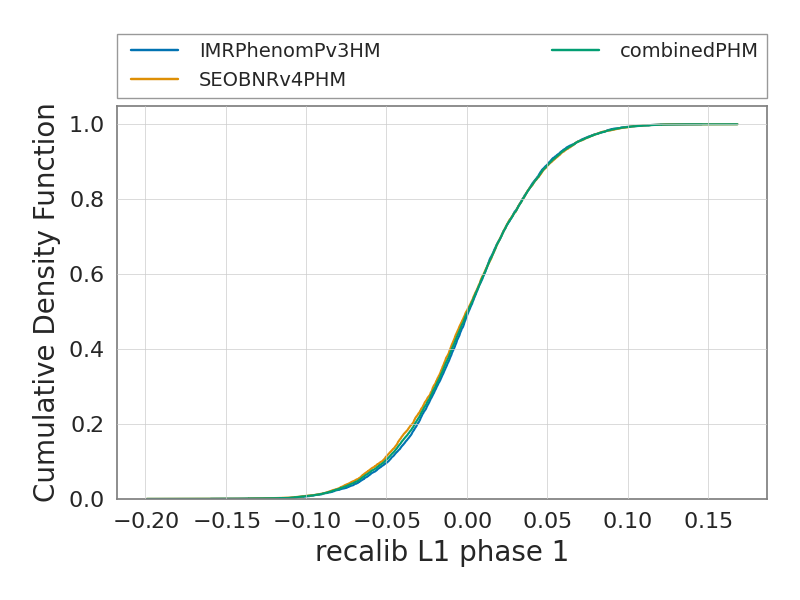 IMRPhenomPv3HM
SEOBNRv4PHM
combinedPHM
Cumulative Density Function
1.0
0.8
0.6
0.4
0.2
0.0
−0.20 −0.15 −0.10 −0.05 0.00 0.05 0.10 0.15
recalib L1 phase 1